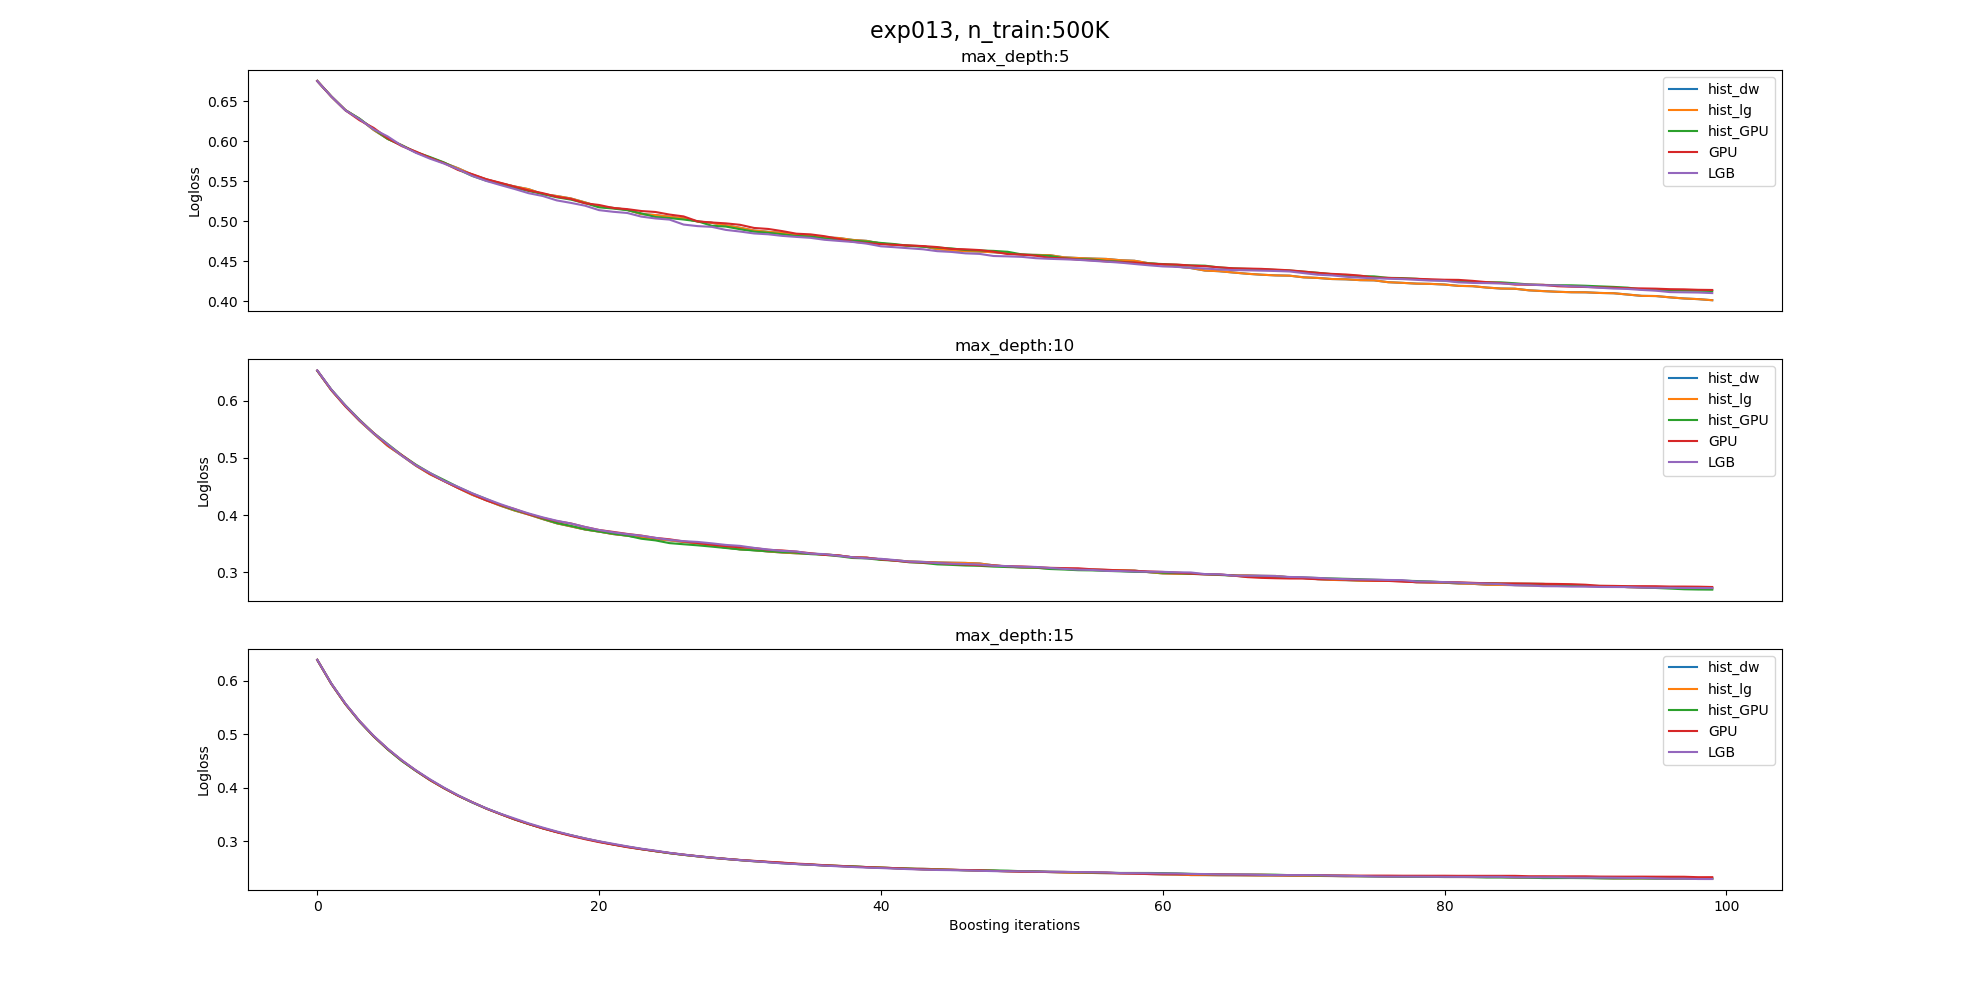 exp013, n_train:500K
max_depth:5
0.65
0.60
0.55
0.50
0.45
0.40
Logloss
hist_dw
hist_lg
hist_GPU
GPU
LGB
max_depth:10
0.6
0.5
0.4
0.3
Logloss
hist_dw
hist_lg
hist_GPU
GPU
LGB
max_depth:15
0.6
0.5
0.4
0.3
Logloss
hist_dw
hist_lg
hist_GPU
GPU
LGB
0 20 40 60 80 100
Boosting iterations